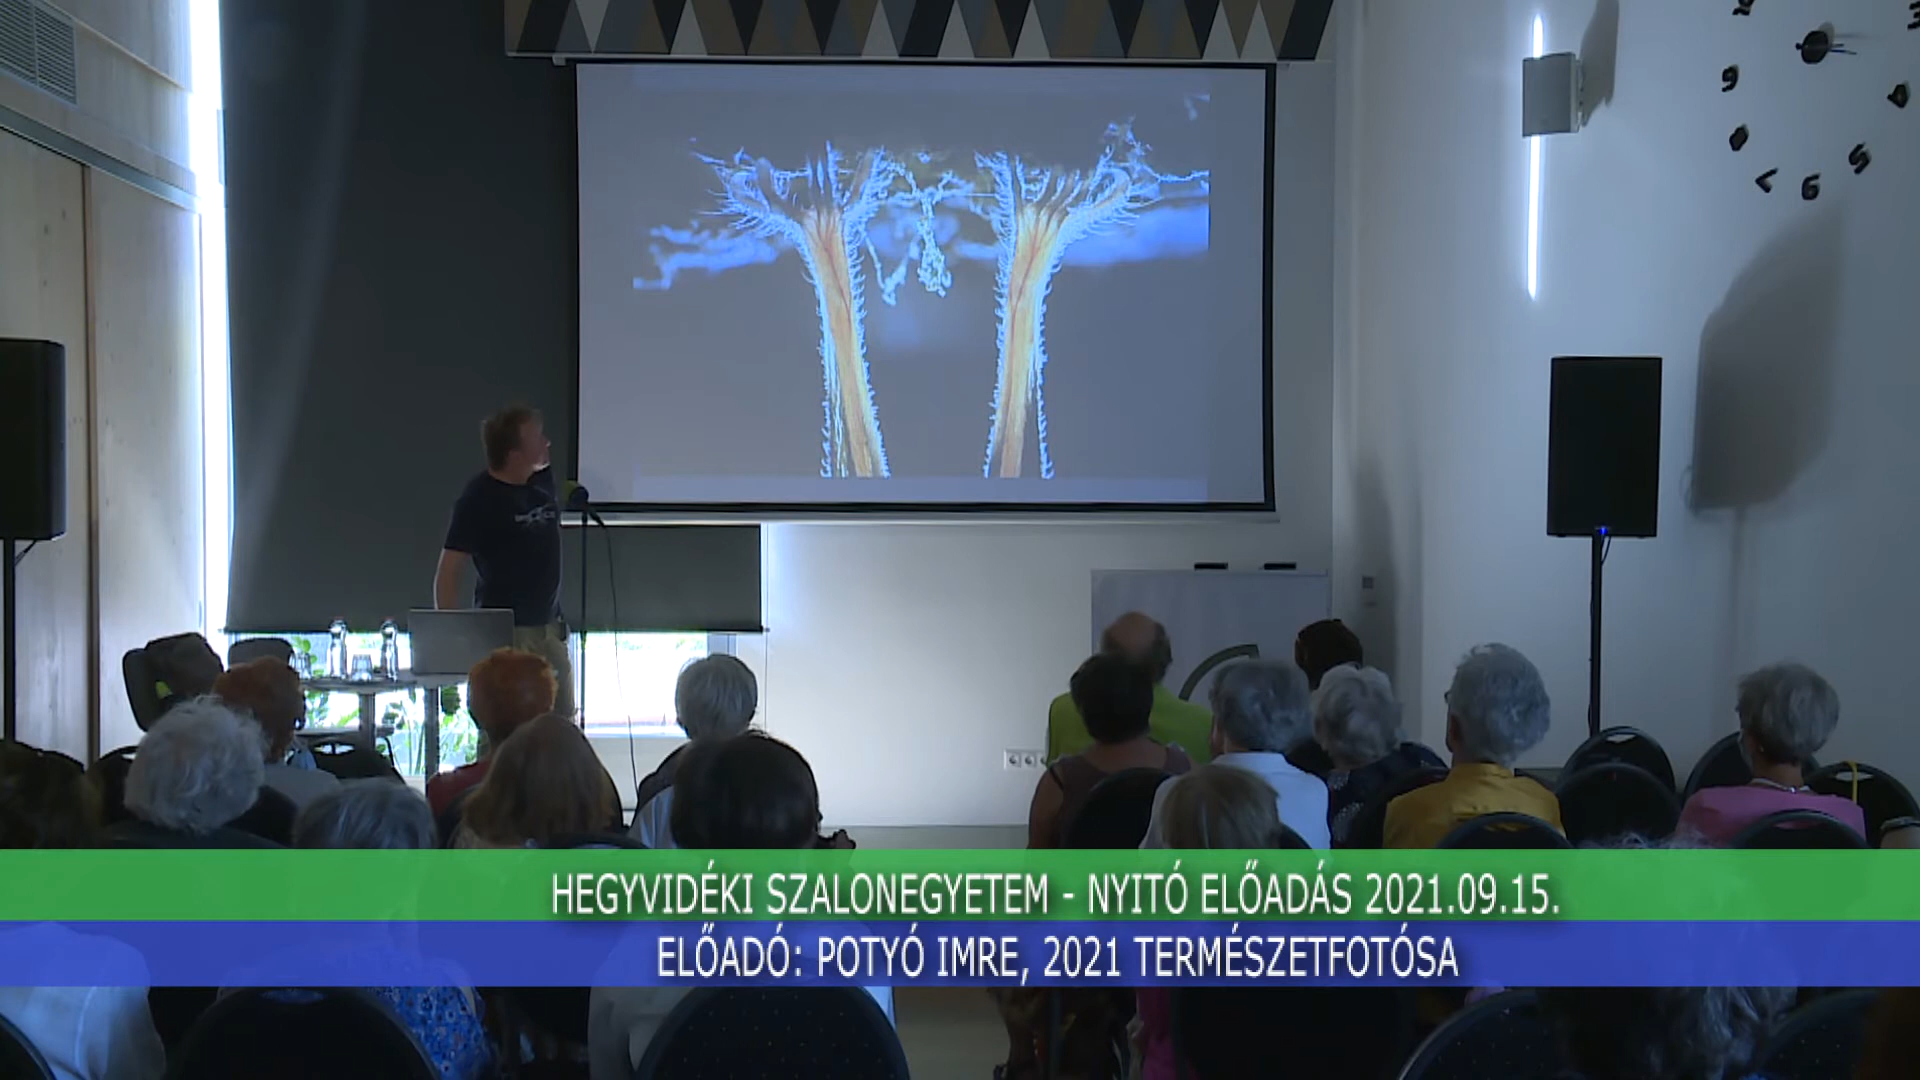 HEGYVIDÉKI SZALONEGYETEM - NYITÓ ELŐADÁS 2021.09.15.
ELŐADÓ: POTYÓ IMRE, 2021 TERMÉSZETFOTÓSA